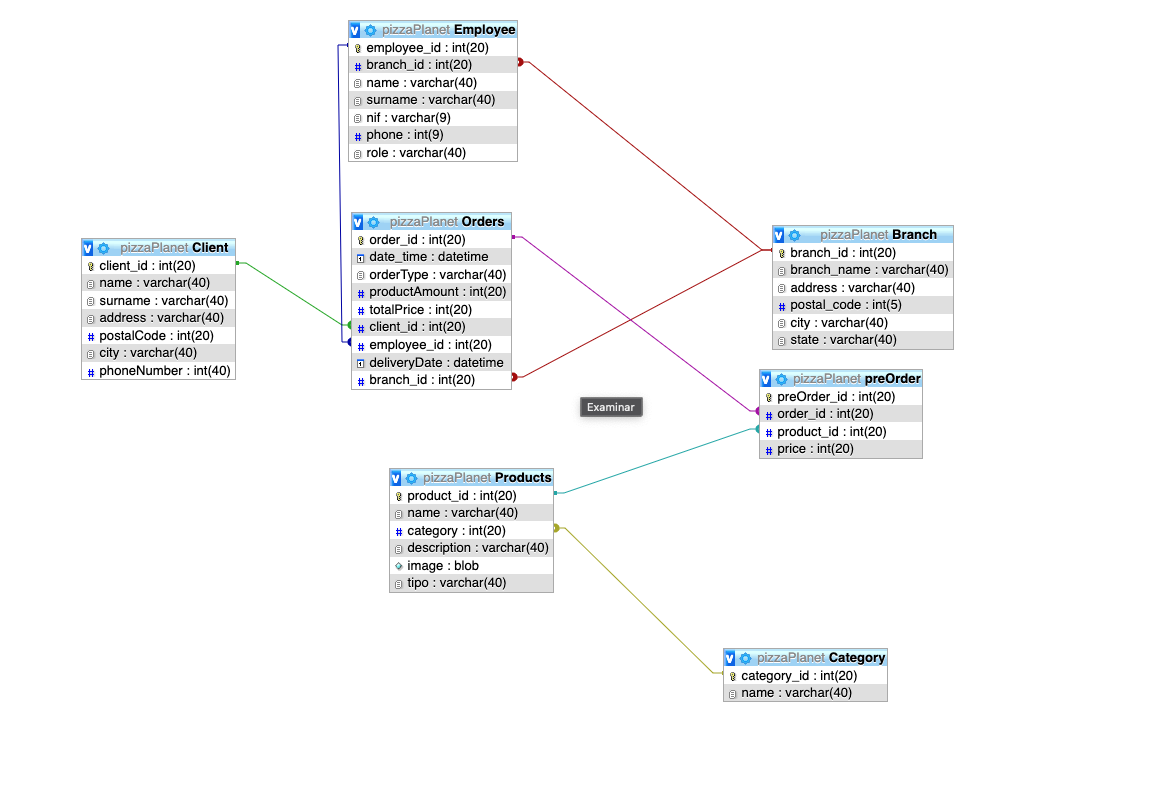 pizzaPlanet Employee
employee_id : int(20)
branch_id : int(20)
name : varchar(40)
surname : varchar(40)
nif : varchar(9)
phone : int(9)
role : varchar(40)
pizzaPlanet Orders
order_id : int(20)
date_time : datetime
orderType : varchar(40)
productAmount : int(20)
totalPrice : int(20)
client_id : int(20)
employee_id : int(20)
deliveryDate : datetime
branch_id : int(20)
pizzaPlanet Client
client_id : int(20)
name : varchar(40)
surname : varchar(40)
address : varchar(40)
postalCode : int(20)
city : varchar(40)
phoneNumber : int(40)
pizzaPlanet Branch
branch_id : int(20)
branch_name : varchar(40)
address : varchar(40)
postal_code : int(5)
city : varchar(40)
state : varchar(40)
pizzaPlanet preOrder
preOrder_id : int(20)
order_id : int(20)
product_id : int(20)
price : int(20)
Examinar
pizzaPlanet Products
product_id : int(20)
name : varchar(40)
category : int(20)
description : varchar(40)
image : blob
tipo : varchar(40)
pizzaPlanet Category
category_id : int(20)
name : varchar(40)